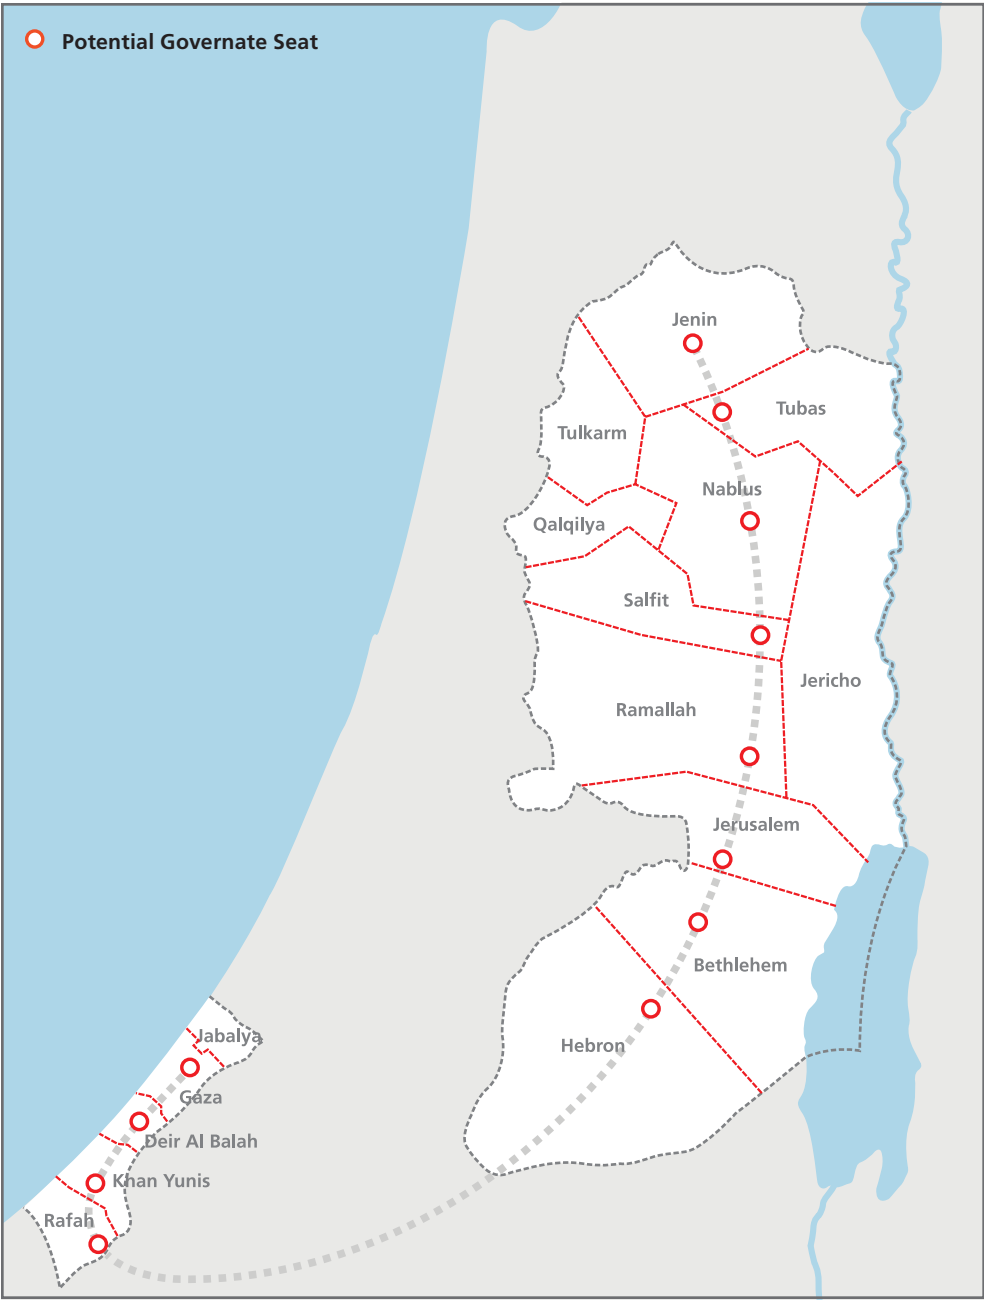 Potential Governate Seat
Jenin
Tubas
Tulkarm
Nablus
Qalqilya
Salfit
Jericho
Ramallah
Jerusalem
Bethlehem
Hebron
Jabalya
Gaza
Deir Al Balah
Khan Yunis
Rafah